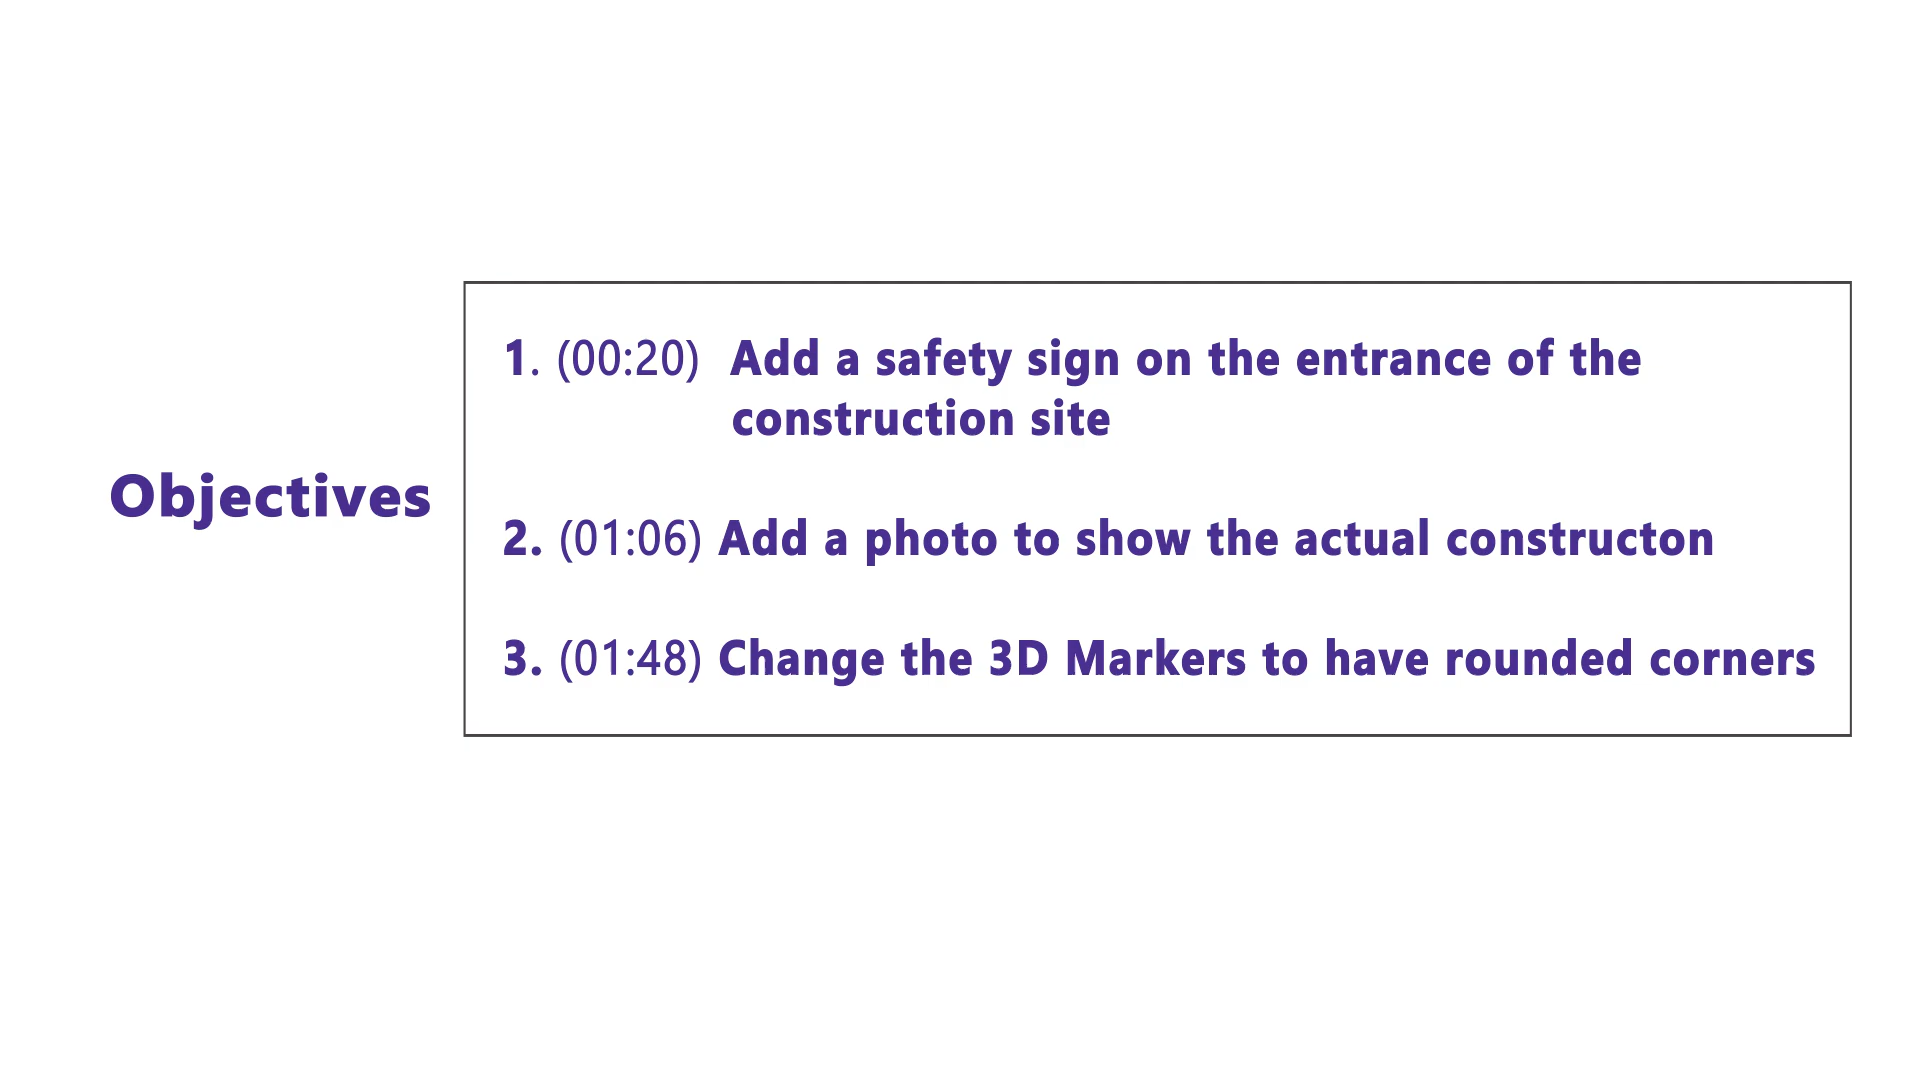 Objectives
1. (00:20) Add a safety sign on the entrance of the
construction site
2. (01:06) Add a photo to show the actual constructon
3. (01:48) Change the 3D Markers to have rounded corners